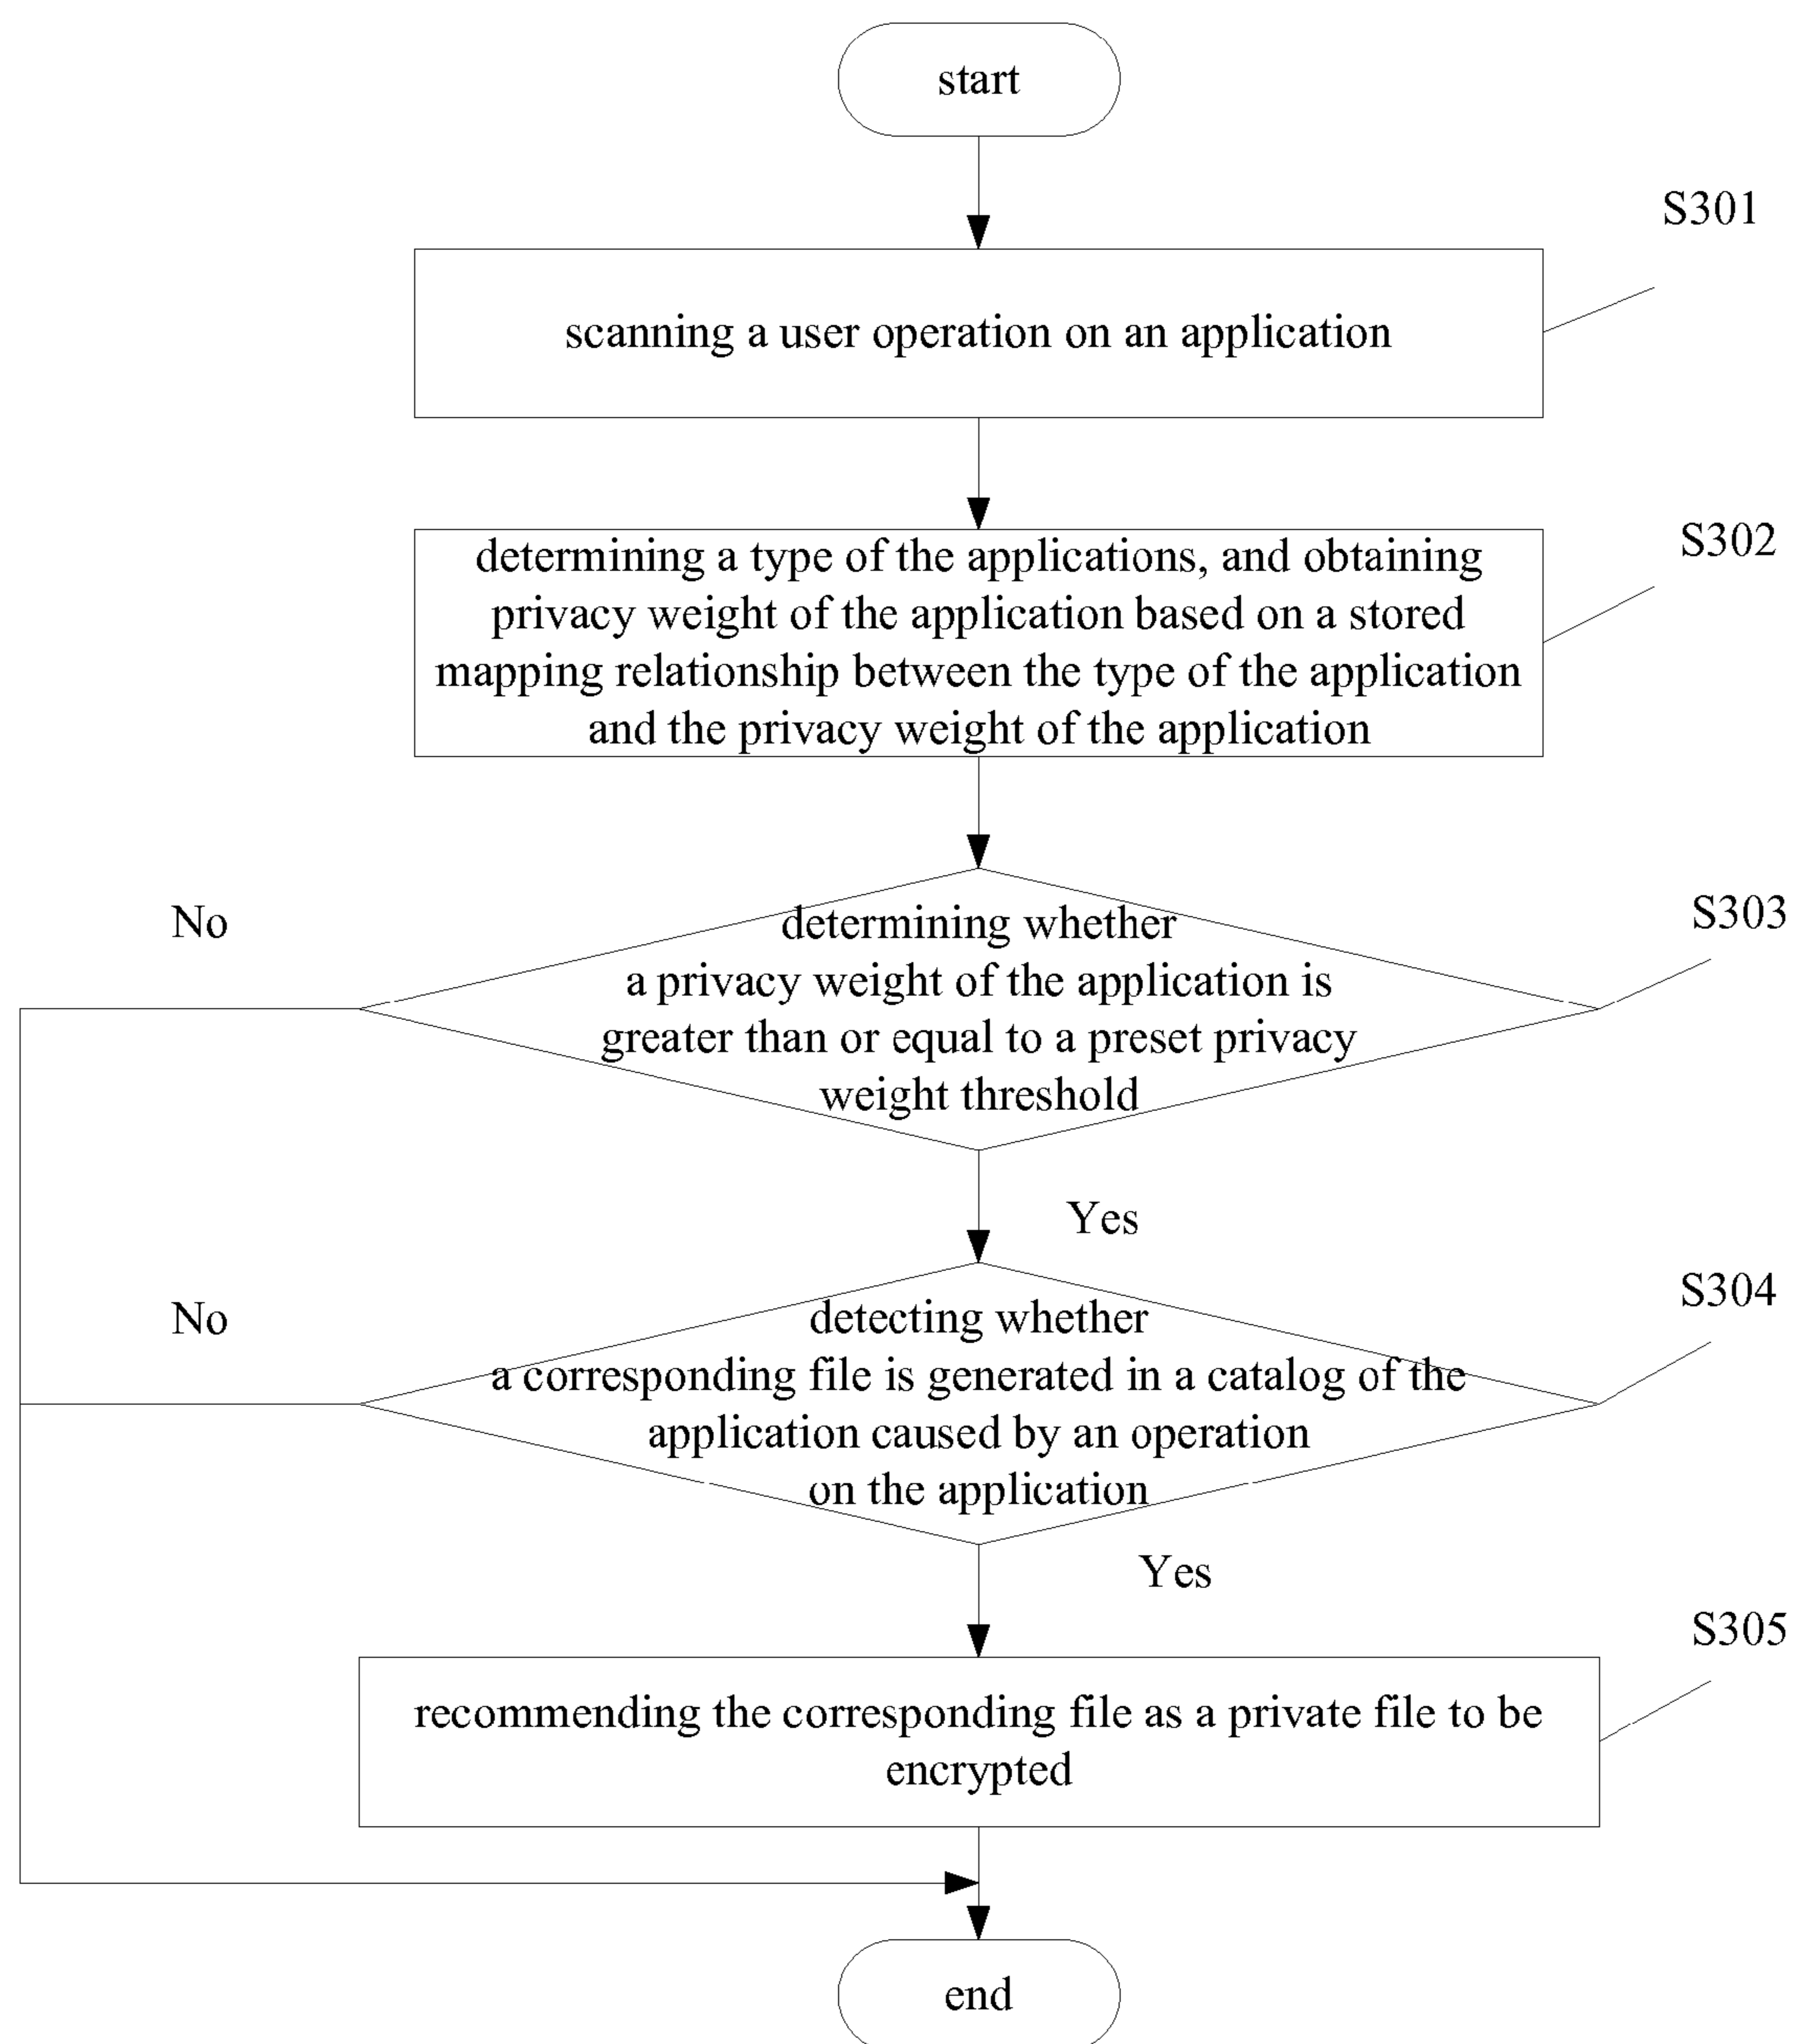 start
S301
scanning a user operation on an application
S302
determining a type of the applications, and obtaining
privacy weight of the application based on a stored
mapping relationship between the type of the application
and the privacy weight of the application
No
S303
determining whether
a privacy weight of the application is
greater than or equal to a preset privacy
weight threshold
Yes
No
S304
detecting whether
a corresponding file is generated in a catalog of the
application caused by an operation
on the application
Yes
S305
recommending the corresponding file as a private file to be
encrypted
end